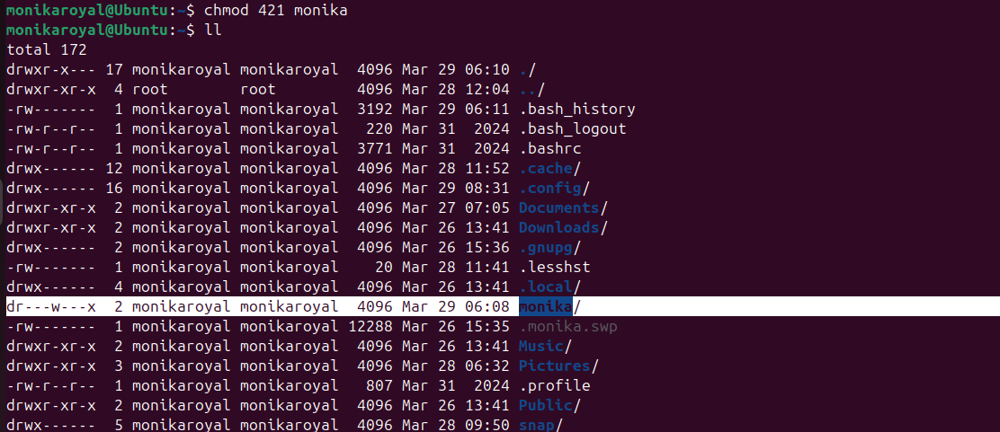 monikaroyal@Ubuntu:~$ chmod 421 monika
monikaroyal@Ubuntu:~$ ll
total 172
drwxr-x--- 17 monikaroyal monikaroyal  4096 Mar 29 06:10 ./
drwxr-xr-x  4 root        root         4096 Mar 28 12:04 ../
-rw-------  1 monikaroyal monikaroyal  3192 Mar 29 06:11 .bash_history
-rw-r--r--  1 monikaroyal monikaroyal   220 Mar 31  2024 .bash_logout
-rw-r--r--  1 monikaroyal monikaroyal  3771 Mar 31  2024 .bashrc
drwx------ 12 monikaroyal monikaroyal  4096 Mar 28 11:52 .cache/
drwx------ 16 monikaroyal monikaroyal  4096 Mar 29 08:31 .config/
drwxr-xr-x  2 monikaroyal monikaroyal  4096 Mar 27 07:05 Documents/
drwxr-xr-x  2 monikaroyal monikaroyal  4096 Mar 26 13:41 Downloads/
drwx------  2 monikaroyal monikaroyal  4096 Mar 26 15:36 .gnupg/
-rw-------  1 monikaroyal monikaroyal    20 Mar 28 11:41 .lesshst
drwx------  4 monikaroyal monikaroyal  4096 Mar 26 13:41 .local/
dr---w---x  2 monikaroyal monikaroyal  4096 Mar 29 06:08 monika/
-rw-------  1 monikaroyal monikaroyal 12288 Mar 26 15:35 .monika.swp
drwxr-xr-x  2 monikaroyal monikaroyal  4096 Mar 26 13:41 Music/
drwxr-xr-x  3 monikaroyal monikaroyal  4096 Mar 28 06:32 Pictures/
-rw-r--r--  1 monikaroyal monikaroyal   807 Mar 31  2024 .profile
drwxr-xr-x  2 monikaroyal monikaroyal  4096 Mar 26 13:41 Public/
drwx------  5 monikaroyal monikaroyal  4096 Mar 28 09:50 snap/